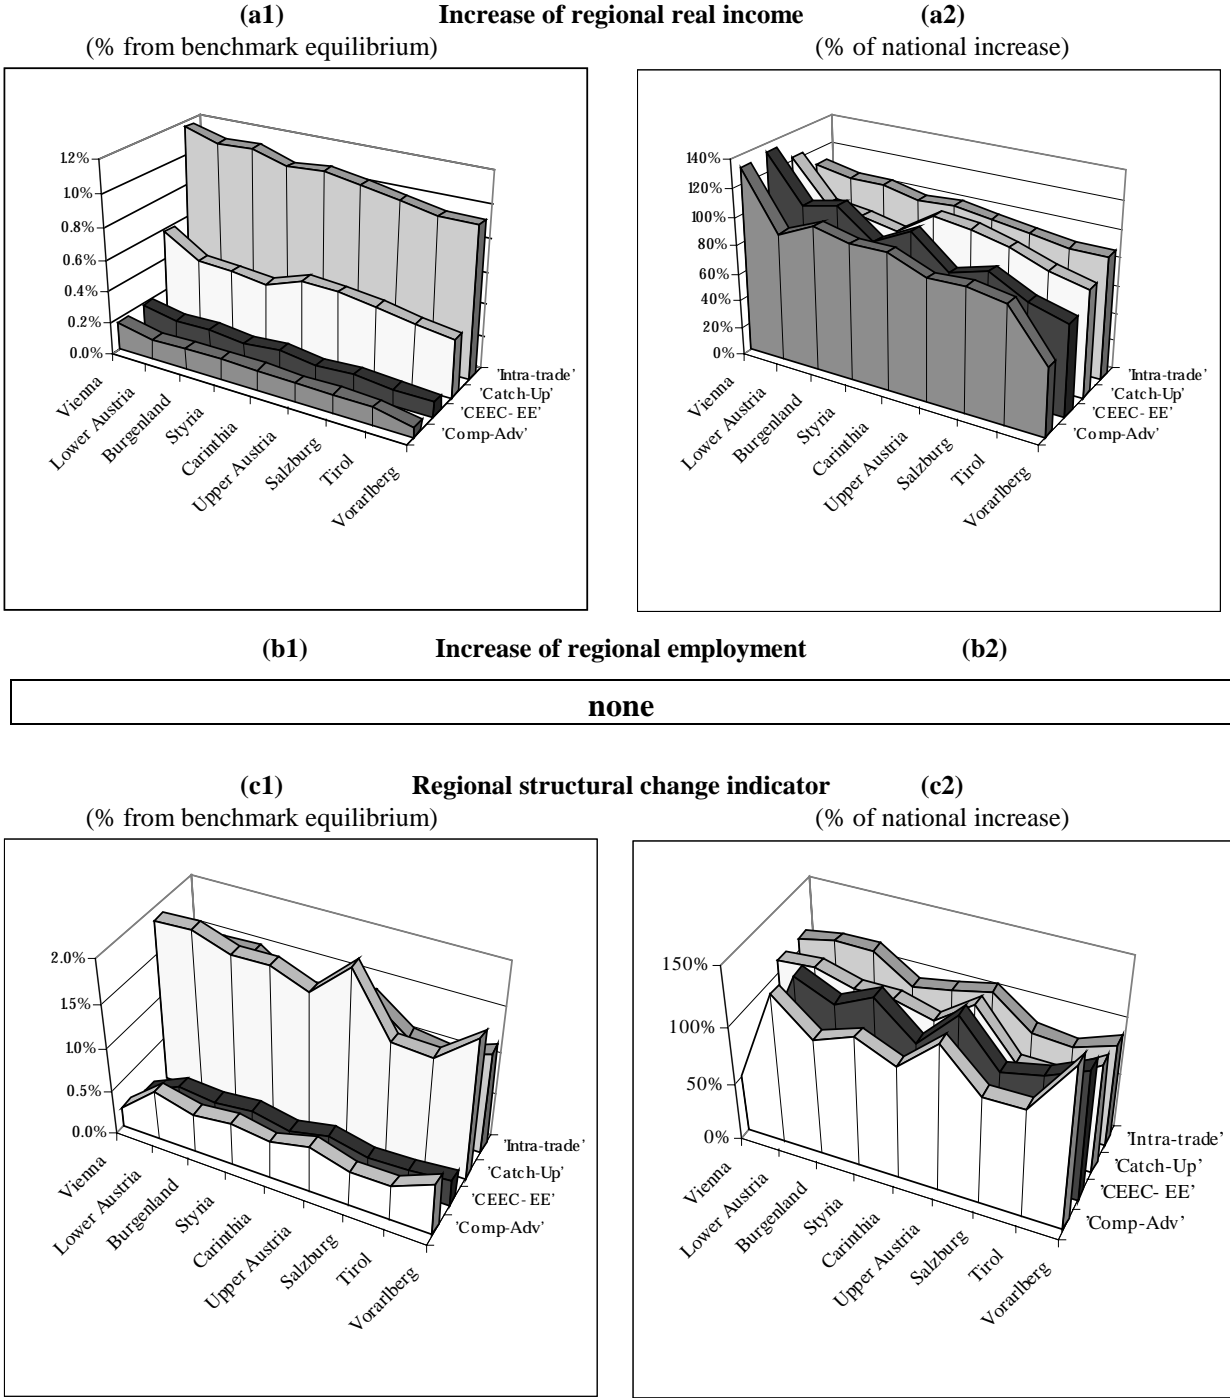 (a1) Increase of regional real income (a2)
(% from benchmark equilibrium) (% of national increase)
1.2%
1.0%
0.8%
0.6%
0.4%
0.2%
0.0%
Vienna
Lower Austria
Burgenland
Styria
Carinthia
Upper Austria
Salzburg
Tirol
Vorarlberg
'Intra-trade'
'Catch-Up'
'CEEC- EE'
'Comp-Adv'
140%
120%
100%
80%
60%
40%
20%
0%
Vienna
Lower Austria
Burgenland
Styria
Carinthia
Upper Austria
Salzburg
Tirol
Vorarlberg
'Intra-trade'
'Catch-Up'
'CEEC- EE'
'Comp-Adv'
(b1) Increase of regional employment (b2)
none
(c1) Regional structural change indicator (c2)
(% from benchmark equilibrium) (% of national increase)
2.0%
1.5%
1.0%
0.5%
0.0%
Vienna
Lower Austria
Burgenland
Styria
Carinthia
Upper Austria
Salzburg
Tirol
Vorarlberg
'Intra-trade'
'Catch-Up'
'CEEC- EE'
'Comp-Adv'
150%
100%
50%
0%
Vienna
Lower Austria
Burgenland
Styria
Carinthia
Upper Austria
Salzburg
Tirol
Vorarlberg
'Intra-trade'
'Catch-Up'
'CEEC- EE'
'Comp-Adv'